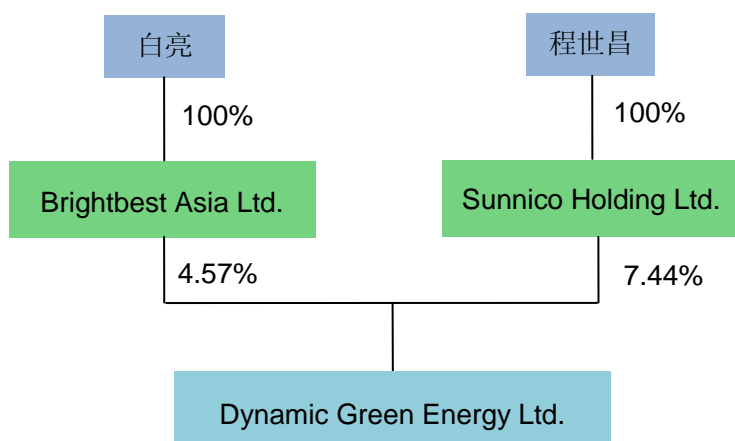 白亮
程世昌
100%
100%
Brightbest Asia Ltd.
Sunnico Holding Ltd.
4.57%
7.44%
Dynamic Green Energy Ltd.